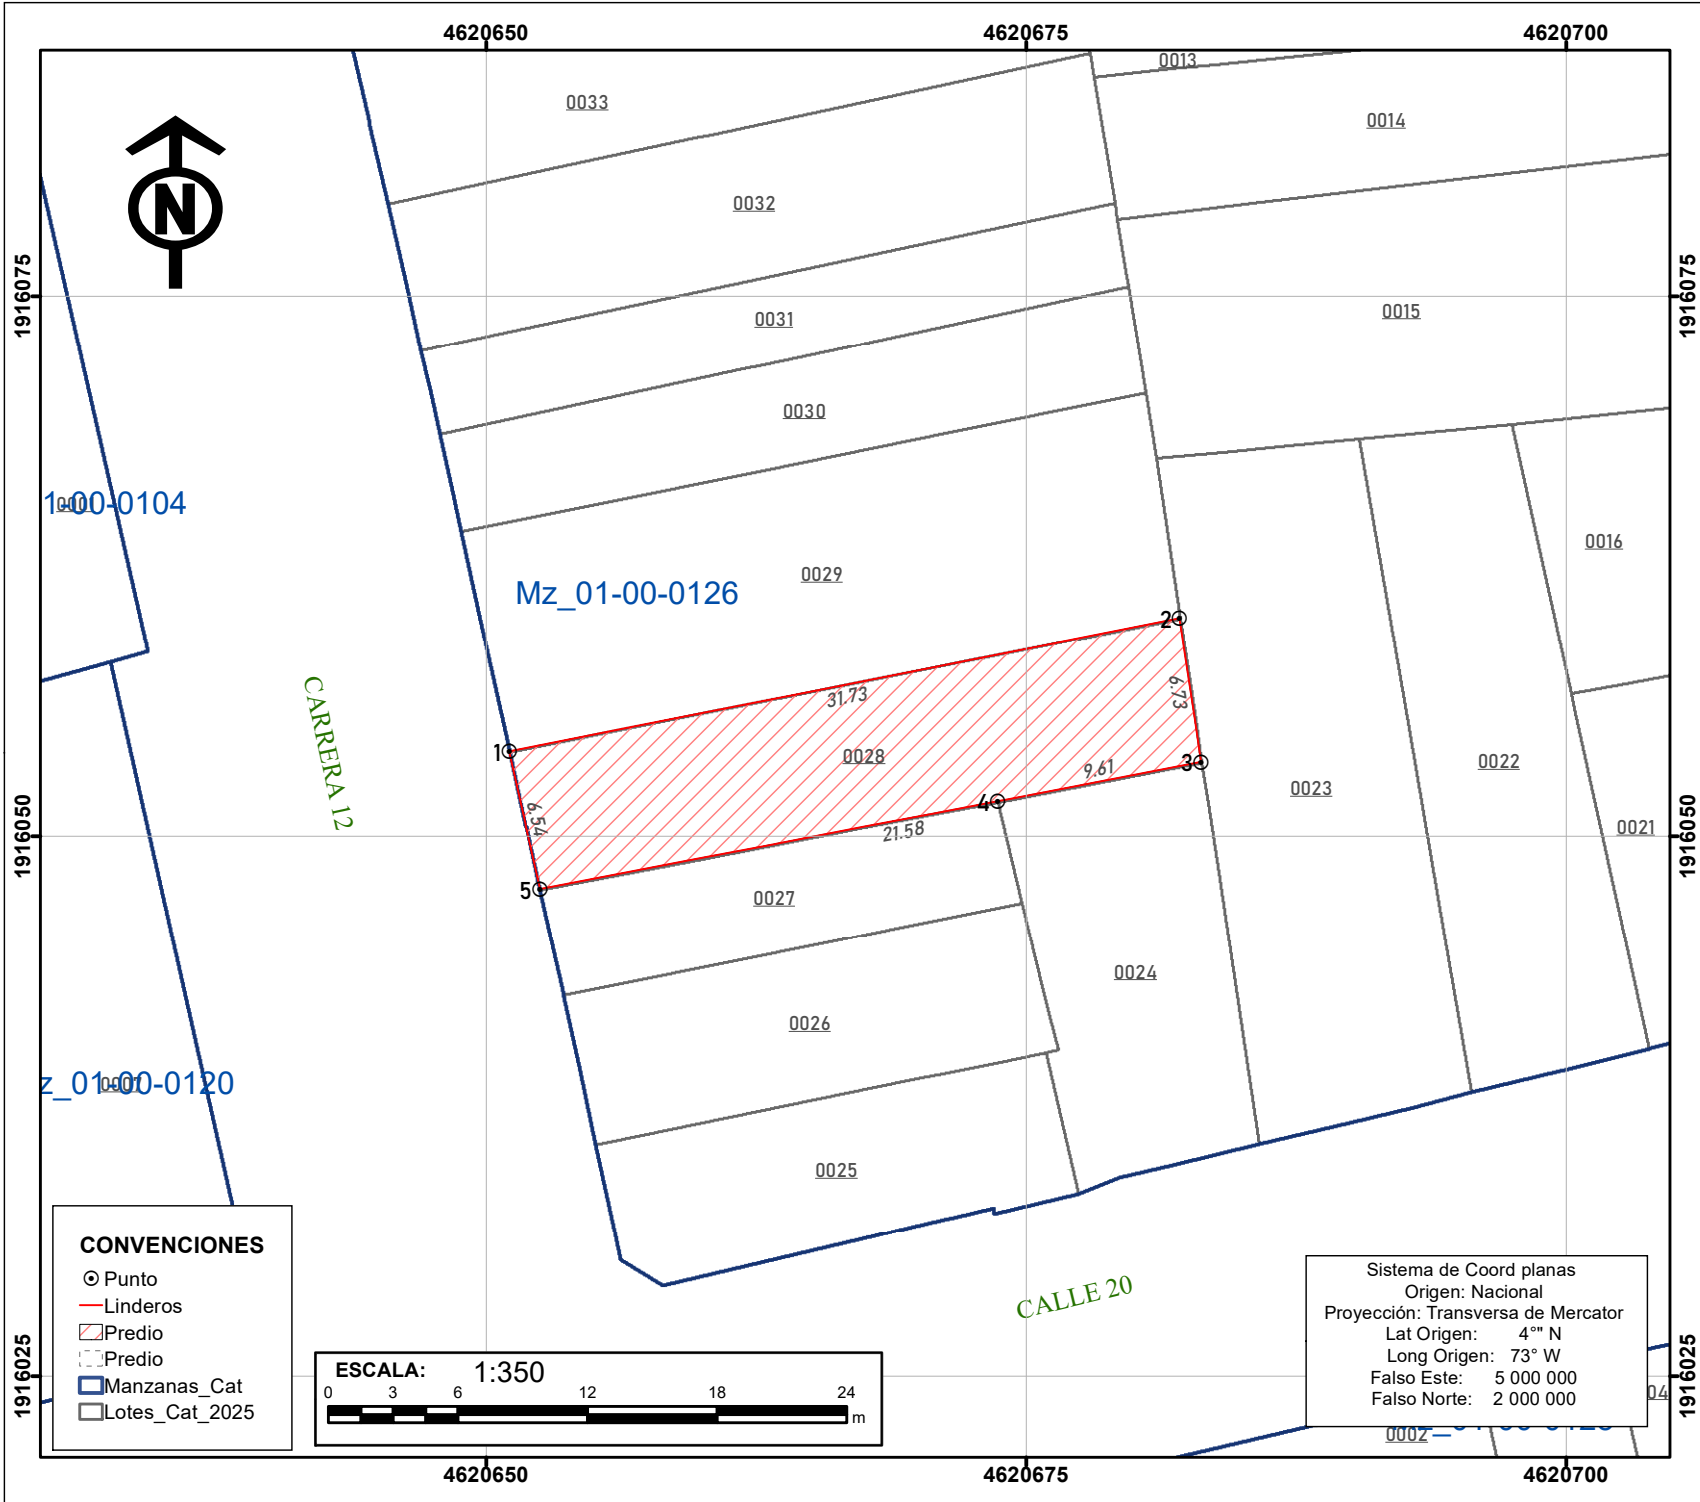 4620650 4620675 4620700
0013
0033
0014
N
0032
1916075 1916075
0015
0031
0030
1-00-0104
0016
0029
Mz_01-00-0126
2
CARRERA 12
31.73
6.73
1
0028
3
9.61
0022
0023
4
6.54
21.58
0021
1916050 1916050
5
0027
0024
0026
z_01-00-0120
0007
0025
CONVENCIONES
Punto
Linderos
Predio
Predio
Manzanas_Cat
Lotes_Cat_2025
CALLE 20
ESCALA: 1:350
0 3 6 12 18 24
m
Sistema de Coord planas
Origen: Nacional
Proyección: Transversa de Mercator
Lat Origen: 4°" N
Long Origen: 73° W
Falso Este: 5 000 000
Falso Norte: 2 000 000
1916025 1916025
04
0002
4620650 4620675 4620700